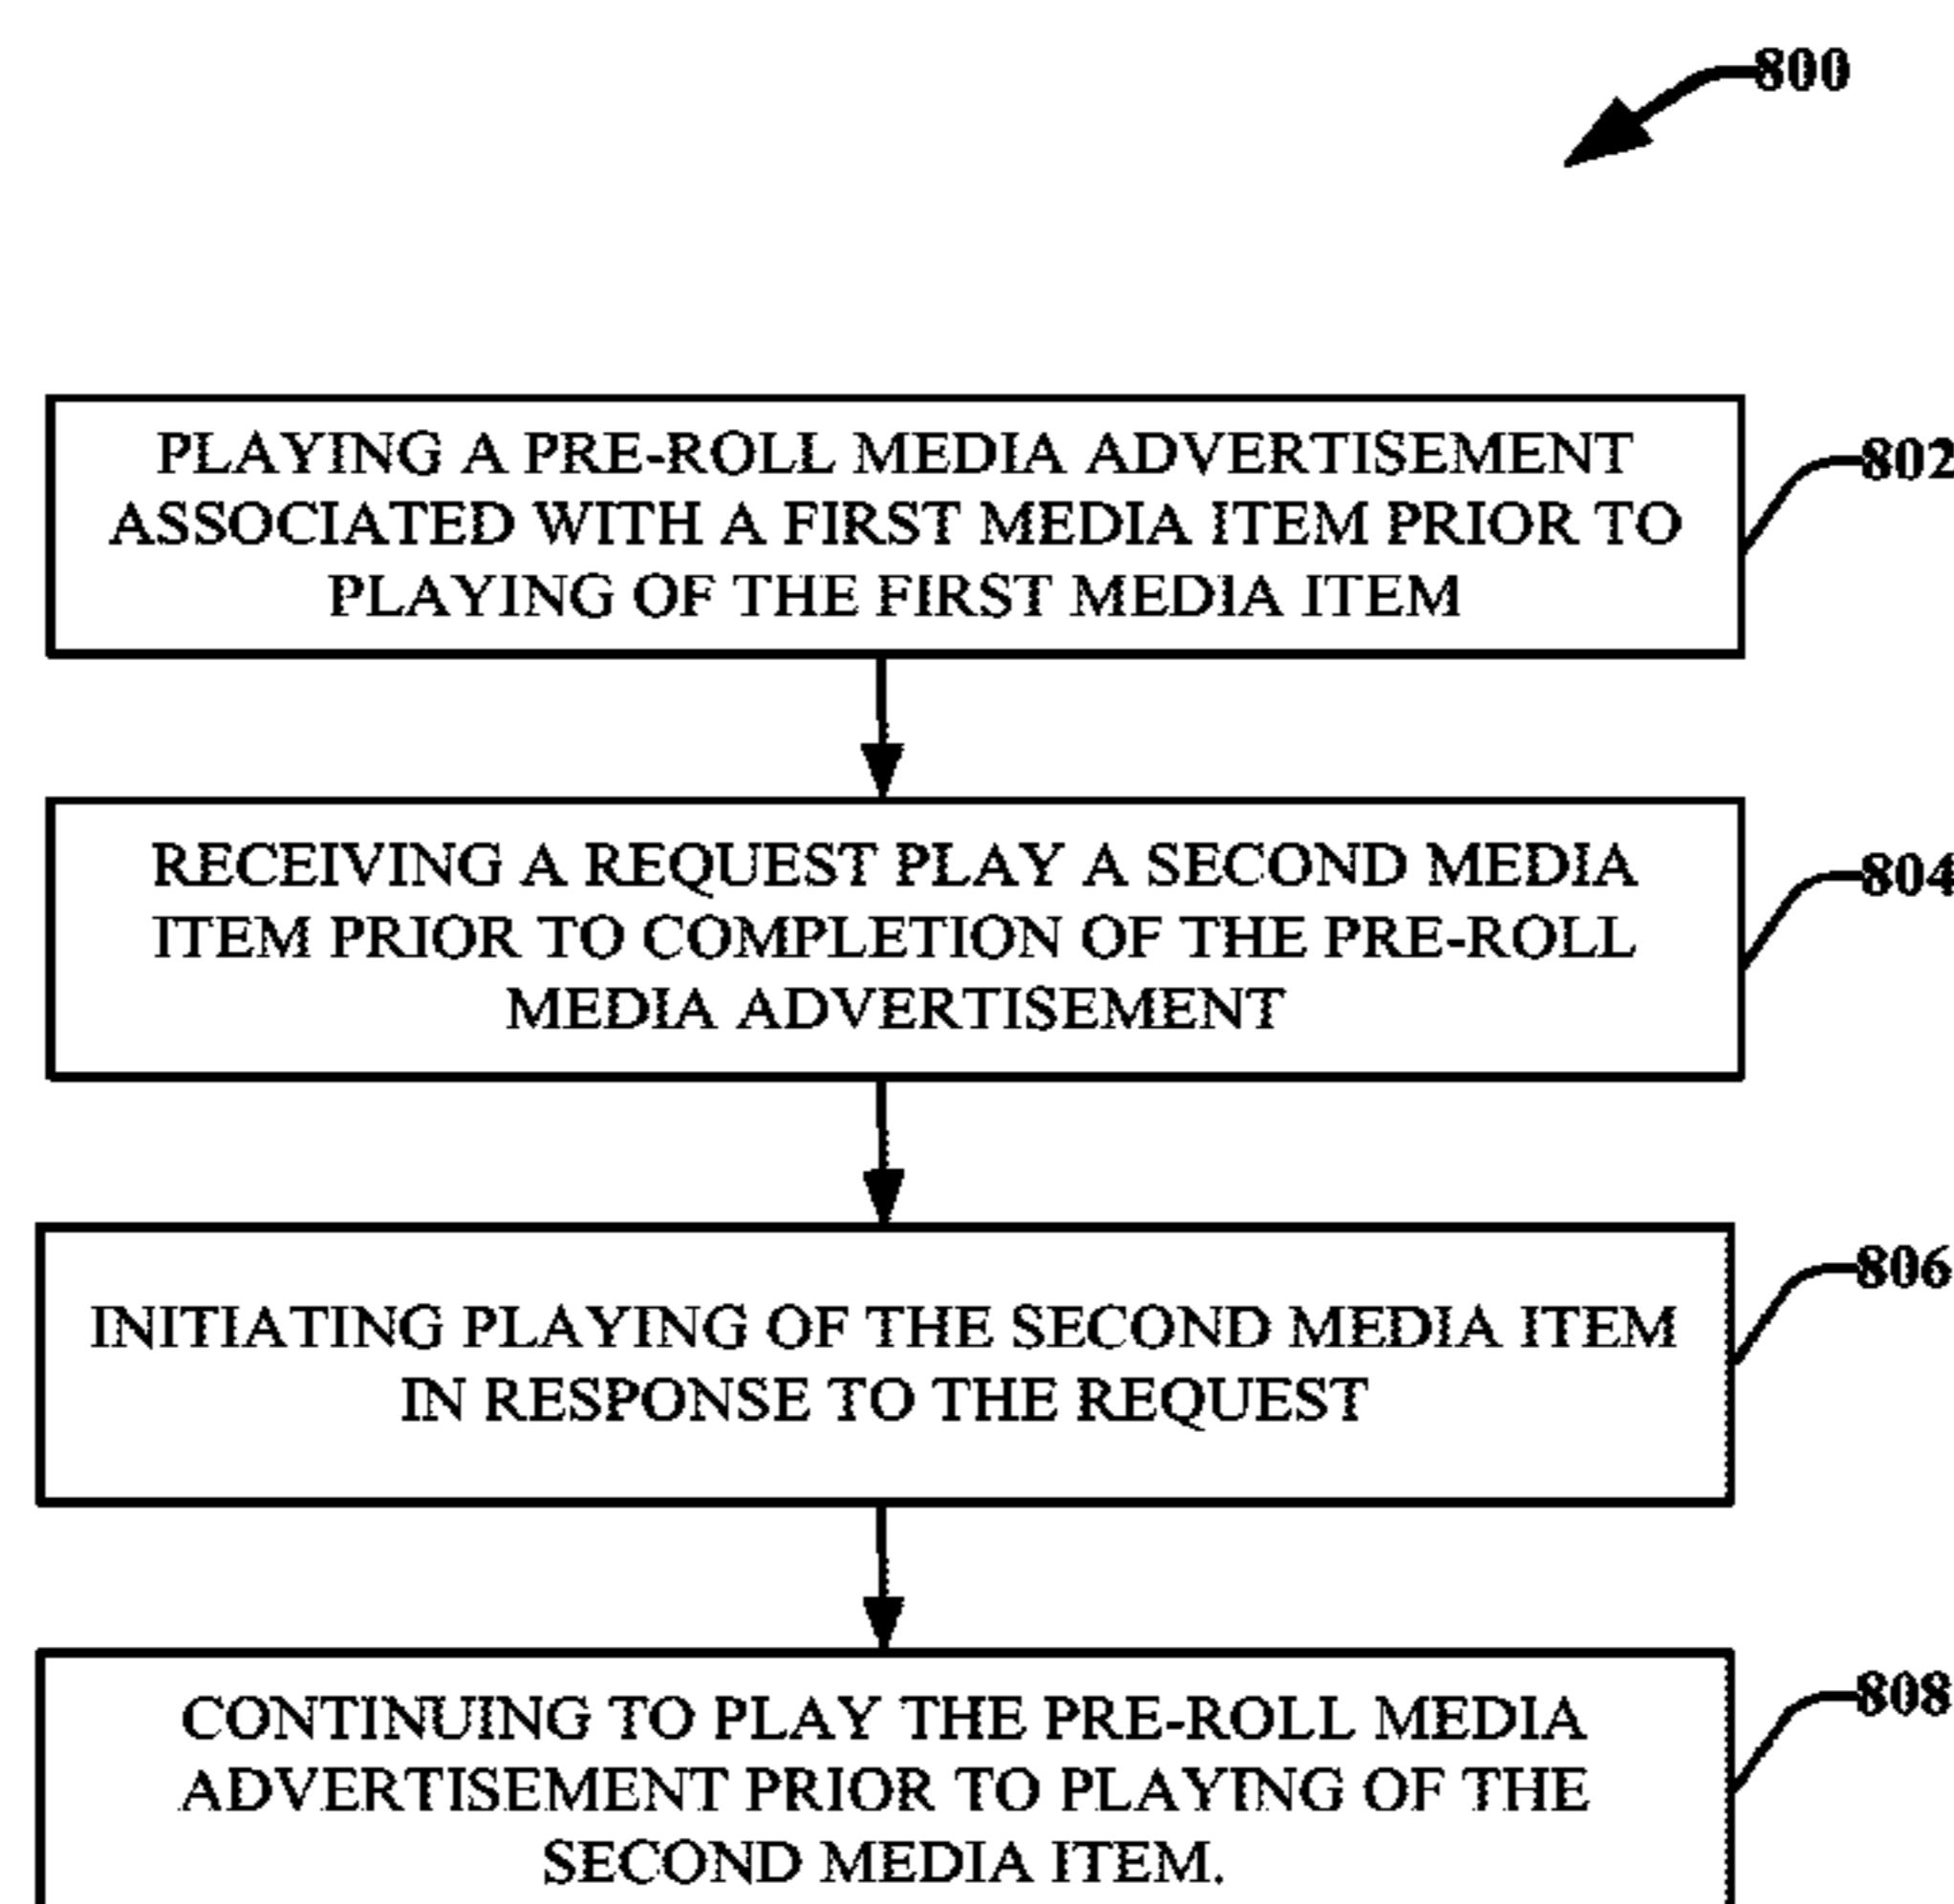 800
PLAYING A PRE-ROLL MEDIA ADVERTISEMENT
ASSOCIATED WITH A FIRST MEDIA ITEM PRIOR TO
PLAYING OF THE FIRST MEDIA ITEM
802
RECEIVING A REQUEST PLAY A SECOND MEDIA
ITEM PRIOR TO COMPLETION OF THE PRE-ROLL
MEDIA ADVERTISEMENT
804
INITIATING PLAYING OF THE SECOND MEDIA ITEM
IN RESPONSE TO THE REQUEST
806
CONTINUING TO PLAY THE PRE-ROLL MEDIA
ADVERTISEMENT PRIOR TO PLAYING OF THE
SECOND MEDIA ITEM.
808